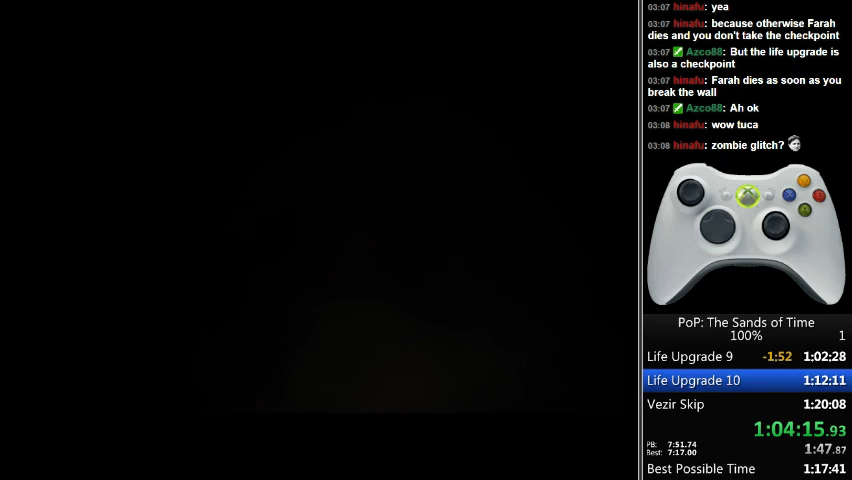 03:07 hinafu: yea
03:07 hinafu: because otherwise Farah
dies and you don't take the checkpoint
03:07 Azco88: But the life upgrade is
also a checkpoint
03:07 hinafu: Farah dies as soon as you
break the wall
03:07 Azco88: Ah ok
03:08 hinafu: wow tuca
03:08 hinafu: zombie glitch?
Y
X B
A
PoP: The Sands of Time
100% 1
Life Upgrade 9 -1:52 1:02:28
Life Upgrade 10 1:12:11
Vezir Skip 1:20:08
1:04:15.93
PB: 7:51.74
Best: 7:17.00 1:47.87
Best Possible Time 1:17:41